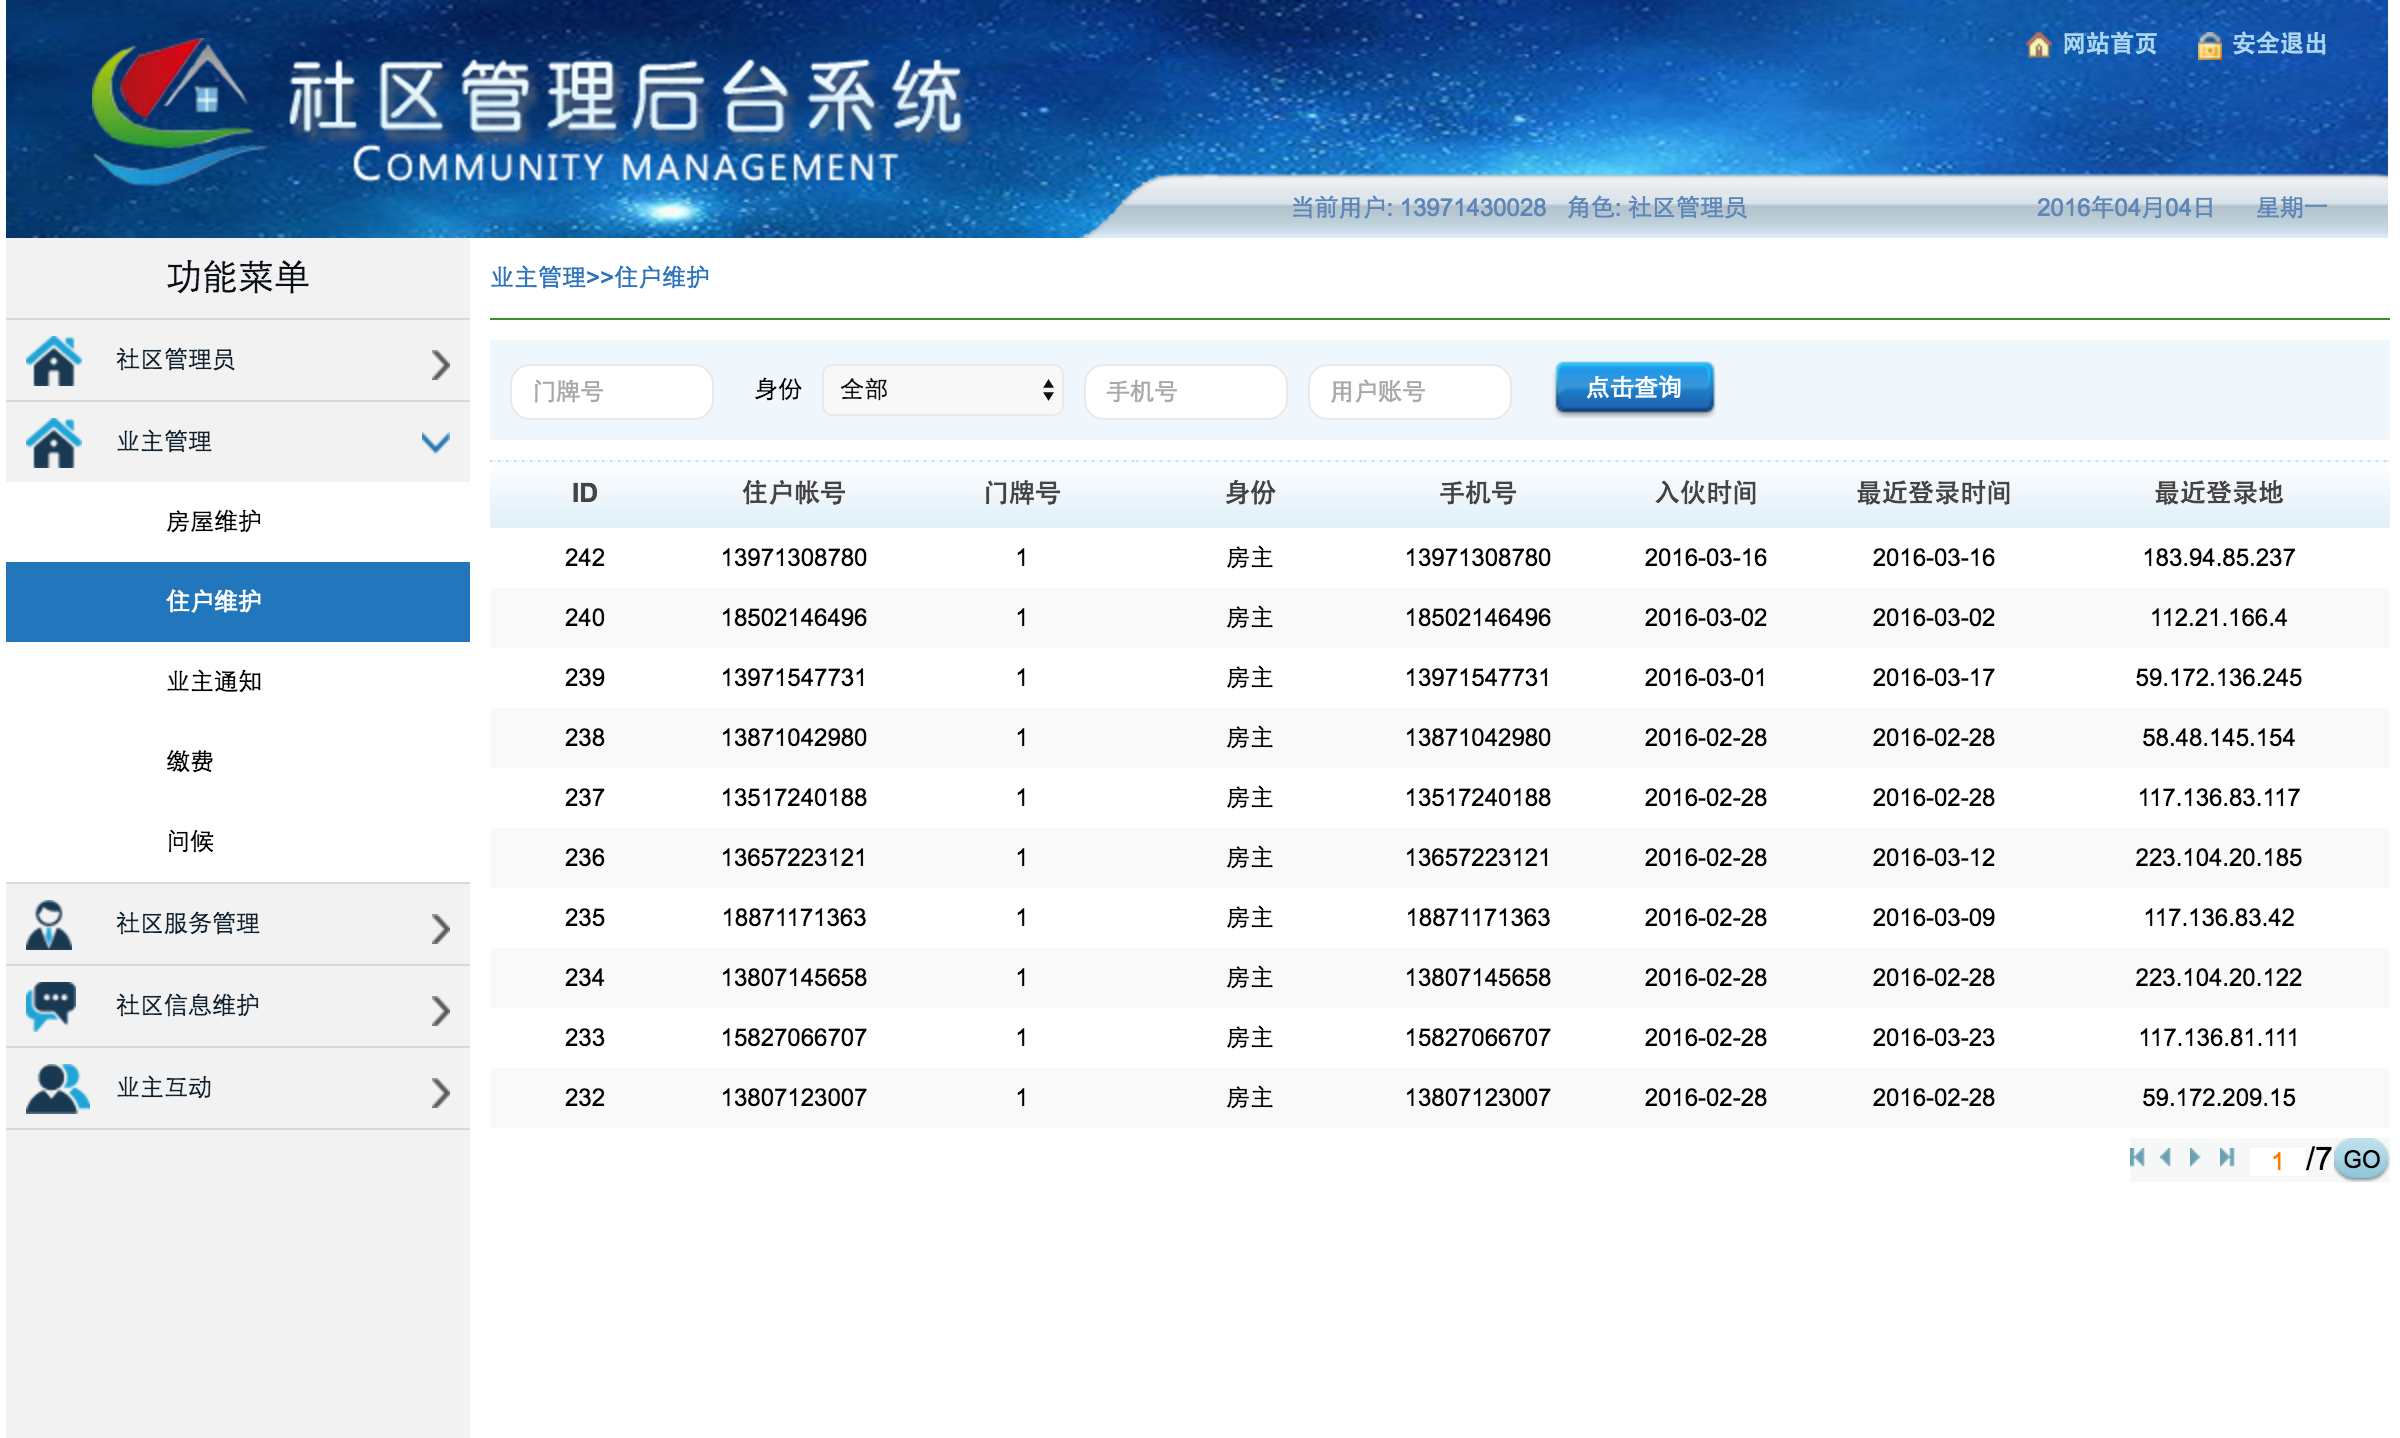 社区管理后台系统
COMMUNITY MANAGEMENT
网站首页 安全退出
当前用户: 13971430028 角色: 社区管理员 2016年04月04日 星期一
功能菜单
社区管理员
业主管理
房屋维护
住户维护
业主通知
缴费
问候
社区服务管理
社区信息维护
业主互动
业主管理>>住户维护
门牌号 身份 全部 手机号 用户账号 点击查询
ID 住户帐号 门牌号 身份 手机号 入伙时间 最近登录时间 最近登录地
242 13971308780 1 房主 13971308780 2016-03-16 2016-03-16 183.94.85.237
240 18502146496 1 房主 18502146496 2016-03-02 2016-03-02 112.21.166.4
239 13971547731 1 房主 13971547731 2016-03-01 2016-03-17 59.172.136.245
238 13871042980 1 房主 13871042980 2016-02-28 2016-02-28 58.48.145.154
237 13517240188 1 房主 13517240188 2016-02-28 2016-02-28 117.136.83.117
236 13657223121 1 房主 13657223121 2016-02-28 2016-03-12 223.104.20.185
235 18871171363 1 房主 18871171363 2016-02-28 2016-03-09 117.136.83.42
234 13807145658 1 房主 13807145658 2016-02-28 2016-02-28 223.104.20.122
233 15827066707 1 房主 15827066707 2016-02-28 2016-03-23 117.136.81.111
232 13807123007 1 房主 13807123007 2016-02-28 2016-02-28 59.172.209.15
1 /7 GO